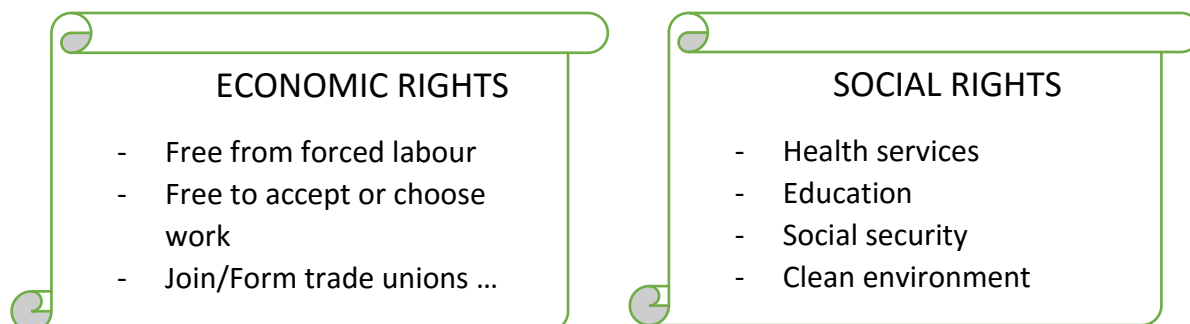 ECONOMIC RIGHTS
- Free from forced labour
- Free to accept or choose
work
- Join/Form trade unions ...
SOCIAL RIGHTS
- Health services
- Education
- Social security
- Clean environment